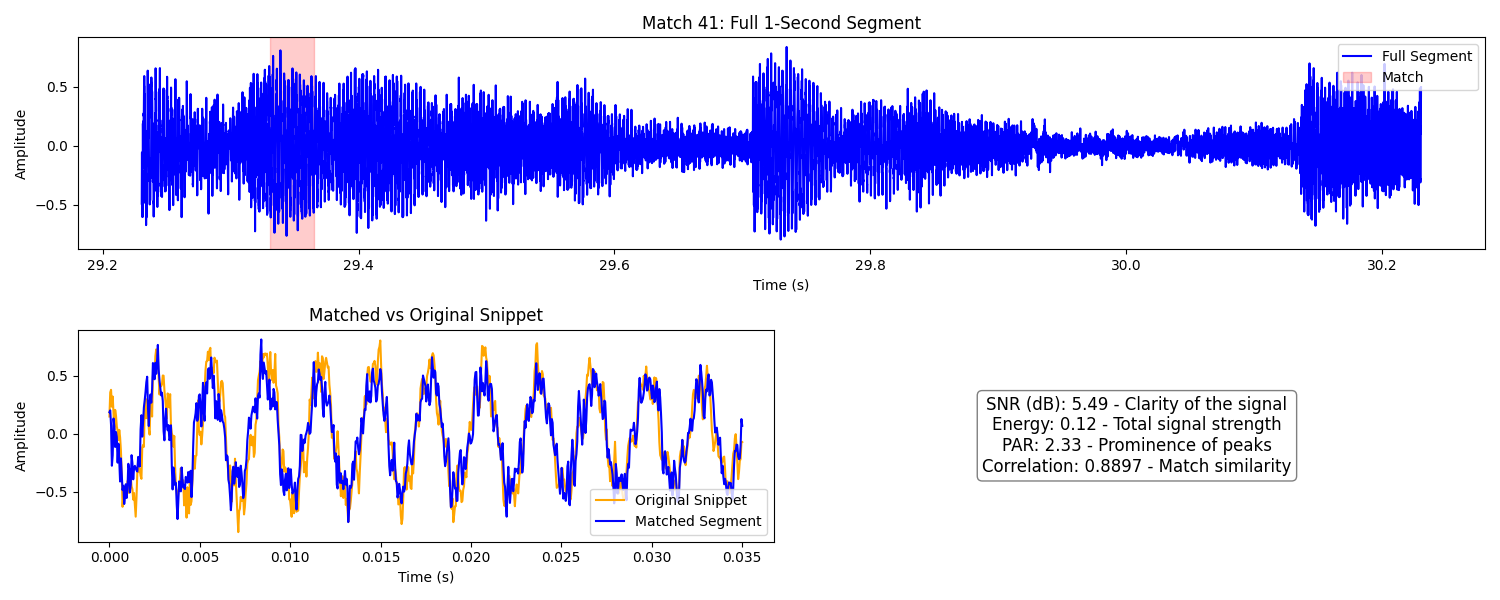 Match 41: Full 1-Second Segment
Amplitude
0.5
0.0
−0.5
Full Segment
Match
29.2 29.4 29.6 29.8 30.0 30.2
Time (s)
Matched vs Original Snippet
Amplitude
0.5
0.0
−0.5
Original Snippet
Matched Segment
0.000 0.005 0.010 0.015 0.020 0.025 0.030 0.035
Time (s)
SNR (dB): 5.49 - Clarity of the signal
Energy: 0.12 - Total signal strength
PAR: 2.33 - Prominence of peaks
Correlation: 0.8897 - Match similarity